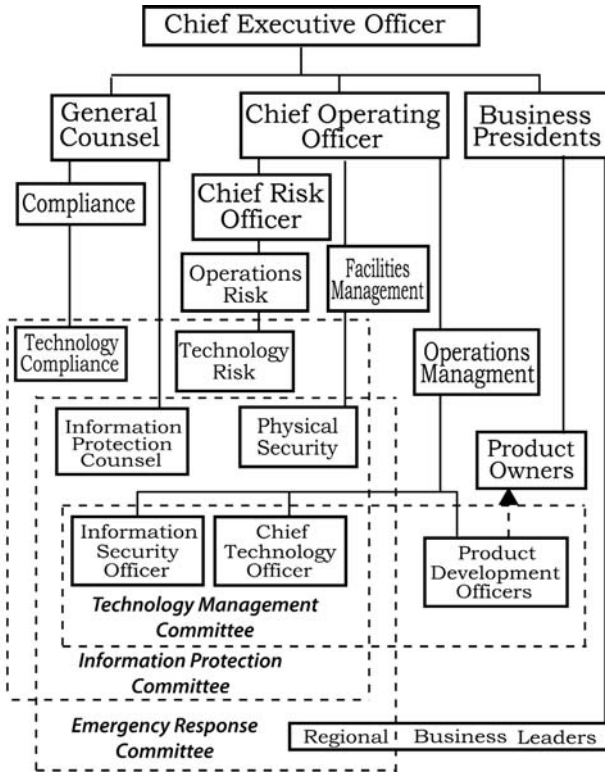 Chief Executive Officer
General
Counsel
Chief Operating
Officer
Business
Presidents
Compliance
Chief Risk
Officer
Operations
Risk
Facilities
Management
Technology
Compliance
Technology
Risk
Operations
Managment
Information
Protection
Counsel
Physical
Security
Product
Owners
Information
Security
Officer
Chief
Technology
Officer
Product
Development
Officers
Technology Management
Committee
Information Protection
Committee
Emergency Response
Committee
Regional Business Leaders